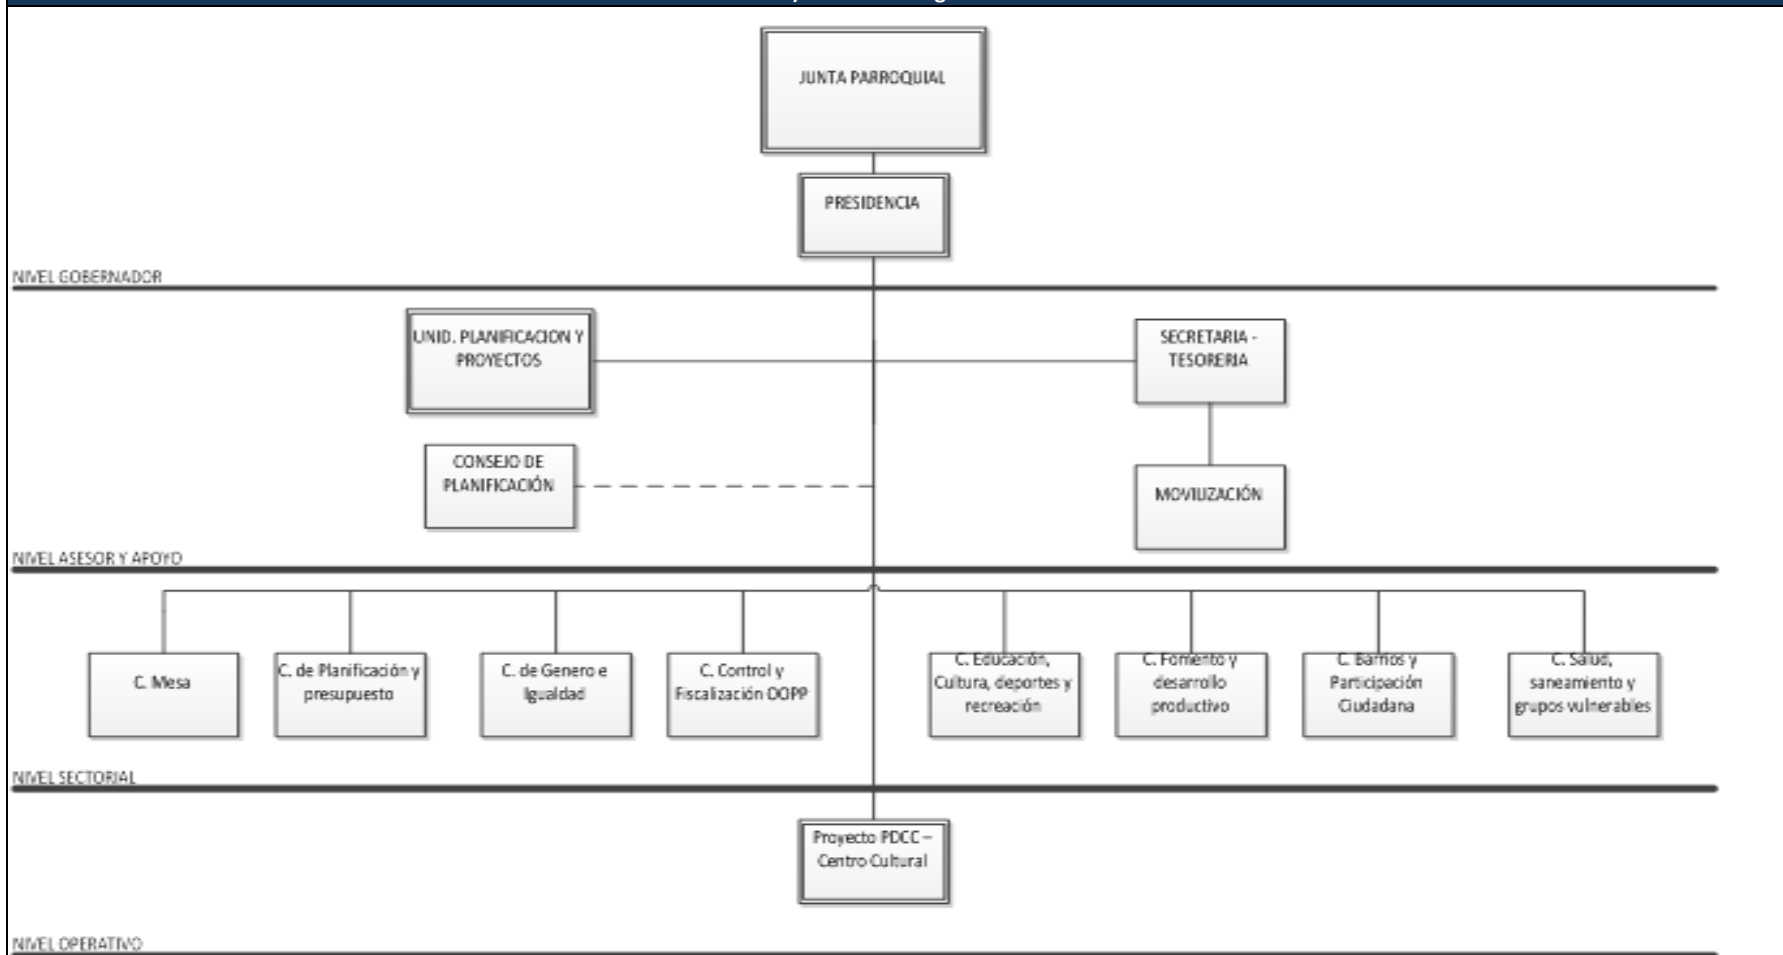 JUNTA PARROQUIAL
PRESIDENCIA
NIVEL GOBERNADOR
UNID. PLANIFICACION Y
PROYECTOS
SECRETARIA -
TESORERIA
CONSEJO DE
PLANIFICACIÓN
MOVILIZACIÓN
NIVEL ASESOR Y APOYO
C. Mesa
C. de Planificación y
presupuesto
C. de Genero e
Igualdad
C. Control y
Fiscalización OOPP
C. Educación,
Cultura, deportes y
recreación
C. Fomento y
desarrollo
productivo
C. Barrios y
Participación
Ciudadana
C. Salud,
saneamiento y
grupos vulnerables
NIVEL SECTORIAL
Proyecto PDCC –
Centro Cultural
NIVEL OPERATIVO